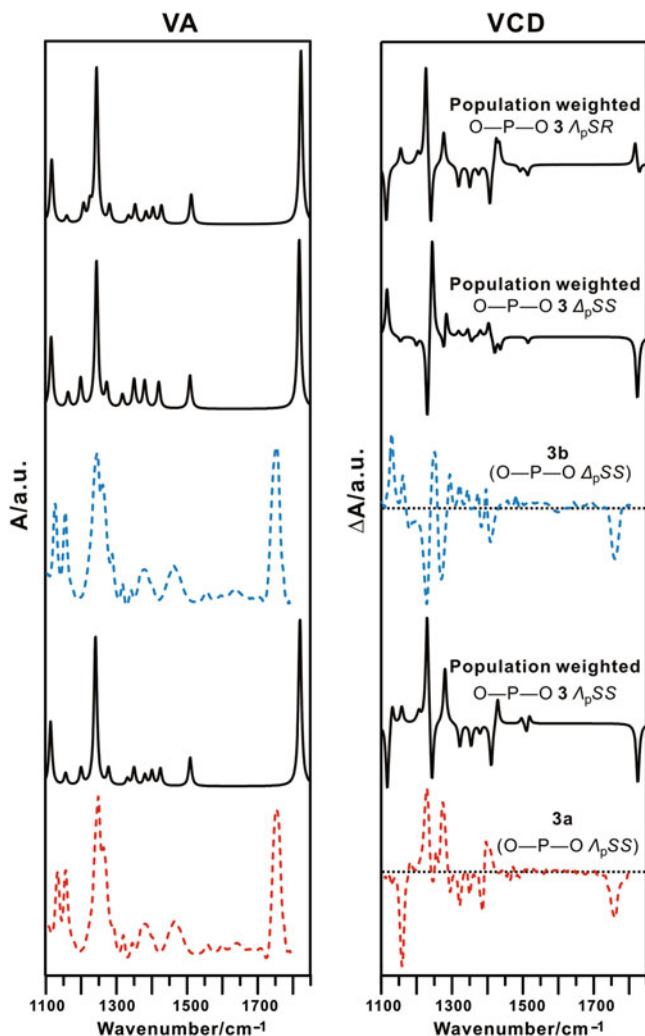 VA
VCD
Population weighted
O—P—O 3 ΛpSR
Population weighted
O—P—O 3 ΔpSS
3b
(O—P—O ΔpSS)
Population weighted
O—P—O 3 ΛpSS
3a
(O—P—O ΛpSS)
A/a.u.
ΔA/a.u.
1100 1300 1500 1700
1100 1300 1500 1700
Wavenumber/cm⁻¹
Wavenumber/cm⁻¹